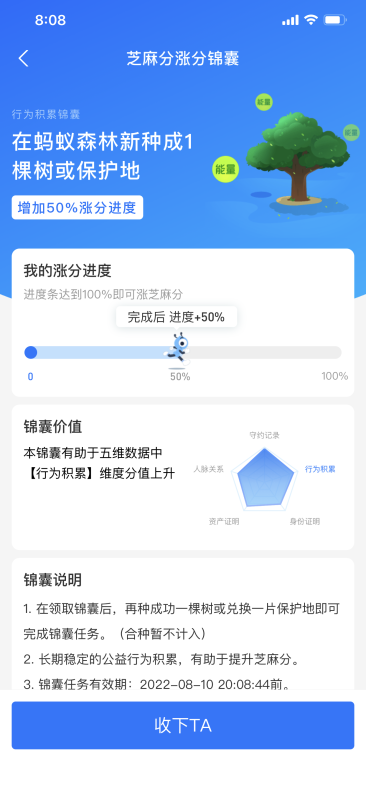 8:08
芝麻分涨分锦囊
行为积累锦囊
在蚂蚁森林新种成1
棵树或保护地
增加50%涨分进度
能量
能量
能量
我的涨分进度
进度条达到100%即可涨芝麻分
完成后 进度+50%
0
50%
100%
锦囊价值
本锦囊有助于五维数据中
【行为积累】维度分值上升
守约记录
人脉关系
行为积累
资产证明
身份证明
锦囊说明
1. 在领取锦囊后，再种成功一棵树或兑换一片保护地即可
完成锦囊任务。（合种暂不计入）
2. 长期稳定的公益行为积累，有助于提升芝麻分。
3. 锦囊任务有效期：2022-08-10 20:08:44前。
收下TA